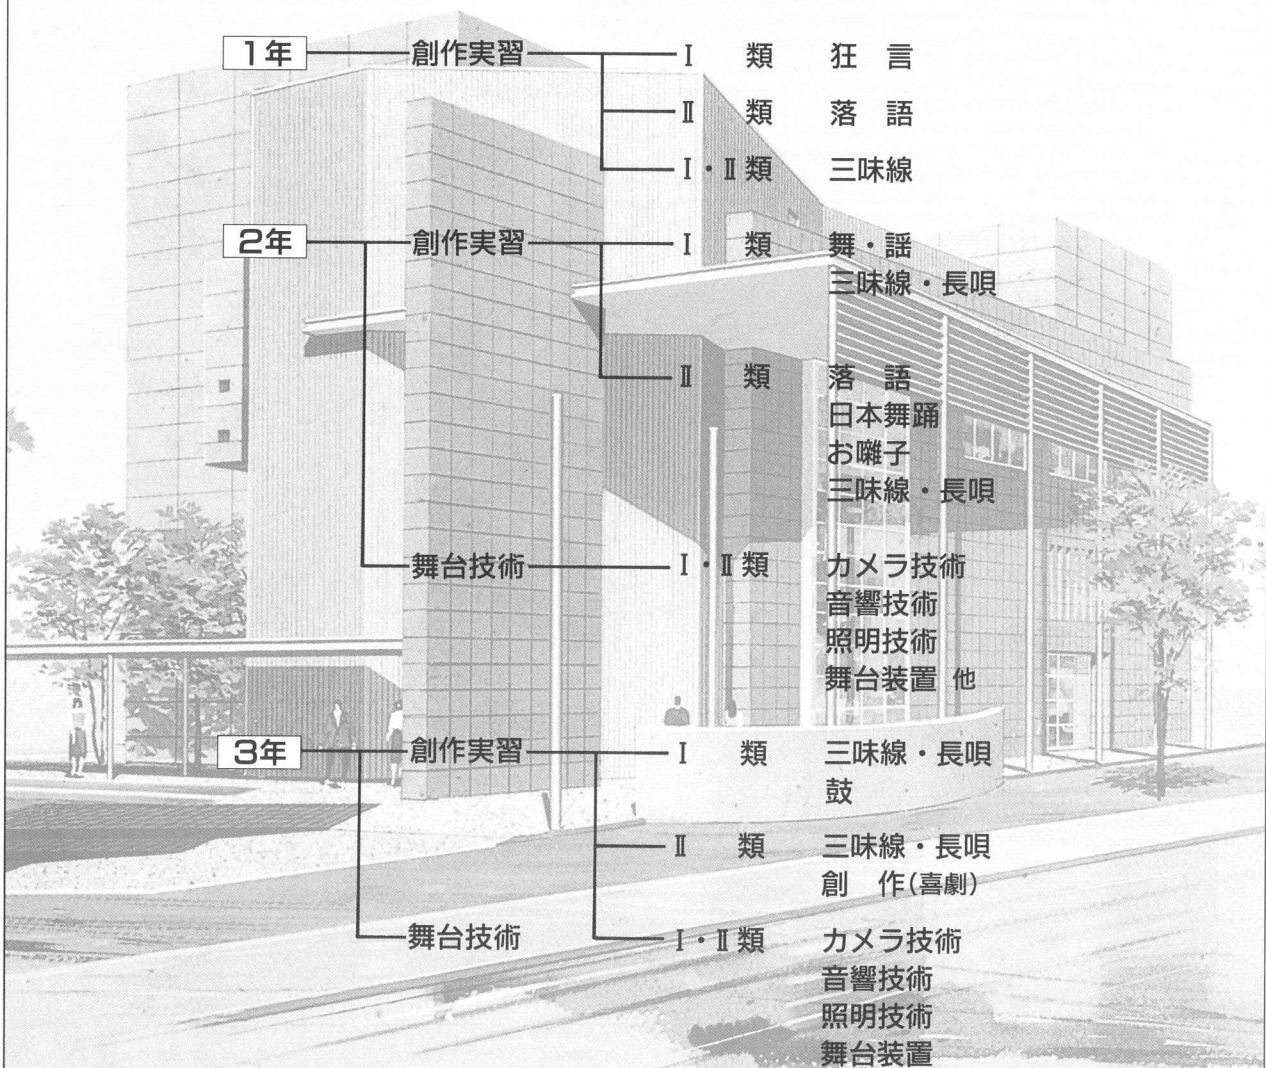 1年 創作実習 Ⅰ 類 狂 言
Ⅱ 類 落 語
Ⅰ・Ⅱ 類 三味線
2年 創作実習 Ⅰ 類 舞・謡
三味線・長唄
Ⅱ 類 落 語
日本舞踊
お囃子
三味線・長唄
舞台技術 Ⅰ・Ⅱ 類 カメラ技術
音響技術
照明技術
舞台装置 他
3年 創作実習 Ⅰ 類 三味線・長唄
鼓
Ⅱ 類 三味線・長唄
創 作(喜劇)
舞台技術 Ⅰ・Ⅱ 類 カメラ技術
音響技術
照明技術
舞台装置